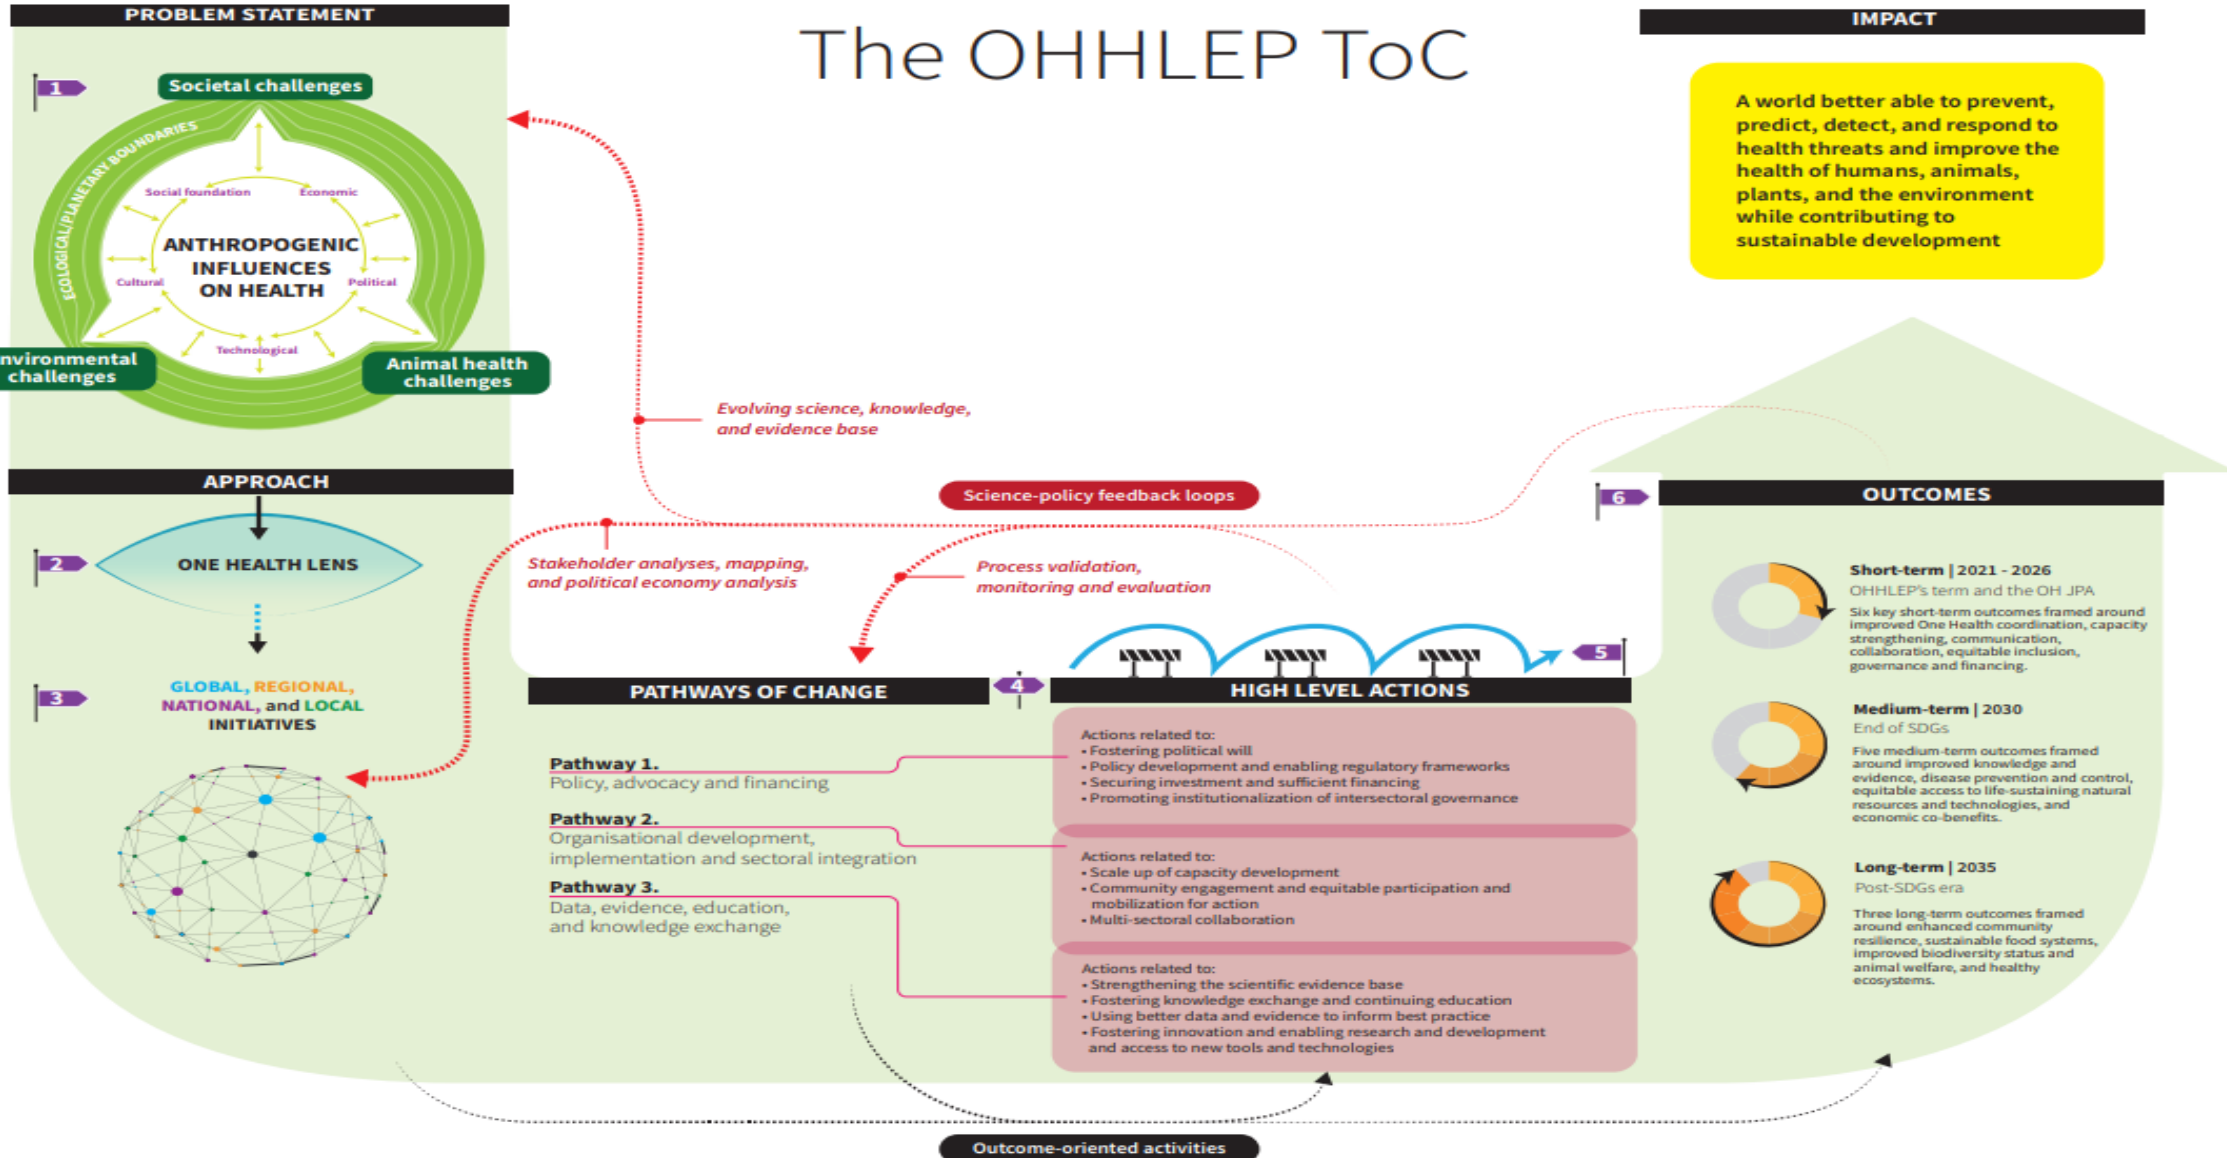 The OHHLEP ToC
PROBLEM STATEMENT
1
Societal challenges
ECOLOGICAL/PLANETARY BOUNDARIES
Social foundation
Economic
ANTHROPOGENIC
INFLUENCES
ON HEALTH
Cultural
Political
Technological
nvironmental
challenges
Animal health
challenges
APPROACH
2
ONE HEALTH LENS
3
GLOBAL, REGIONAL,
NATIONAL, and LOCAL
INITIATIVES
Evolving science, knowledge,
and evidence base
Science-policy feedback loops
Stakeholder analyses, mapping,
and political economy analysis
Process validation,
monitoring and evaluation
PATHWAYS OF CHANGE
4
Pathway 1.
Policy, advocacy and financing
Pathway 2.
Organisational development,
implementation and sectoral integration
Pathway 3.
Data, evidence, education,
and knowledge exchange
5
HIGH LEVEL ACTIONS
Actions related to:
• Fostering political will
• Policy development and enabling regulatory frameworks
• Securing investment and sufficient financing
• Promoting institutionalization of intersectoral governance
Actions related to:
• Scale up of capacity development
• Community engagement and equitable participation and
mobilization for action
• Multi-sectoral collaboration
Actions related to:
• Strengthening the scientific evidence base
• Fostering knowledge exchange and continuing education
• Using better data and evidence to inform best practice
• Fostering innovation and enabling research and development
and access to new tools and technologies
Outcome-oriented activities
IMPACT
A world better able to prevent,
predict, detect, and respond to
health threats and improve the
health of humans, animals,
plants, and the environment
while contributing to
sustainable development
6
OUTCOMES
Short-term | 2021 - 2026
OHHLEP's term and the OH JPA
Six key short-term outcomes framed around
improved One Health coordination, capacity
strengthening, communication,
collaboration, equitable inclusion,
governance and financing.
Medium-term | 2030
End of SDGs
Five medium-term outcomes framed
around improved knowledge and
evidence, disease prevention and control,
equitable access to life-sustaining natural
resources and technologies, and
economic co-benefits.
Long-term | 2035
Post-SDGs era
Three long-term outcomes framed
around enhanced community
resilience, sustainable food systems,
improved biodiversity status and
animal welfare, and healthy
ecosystems.